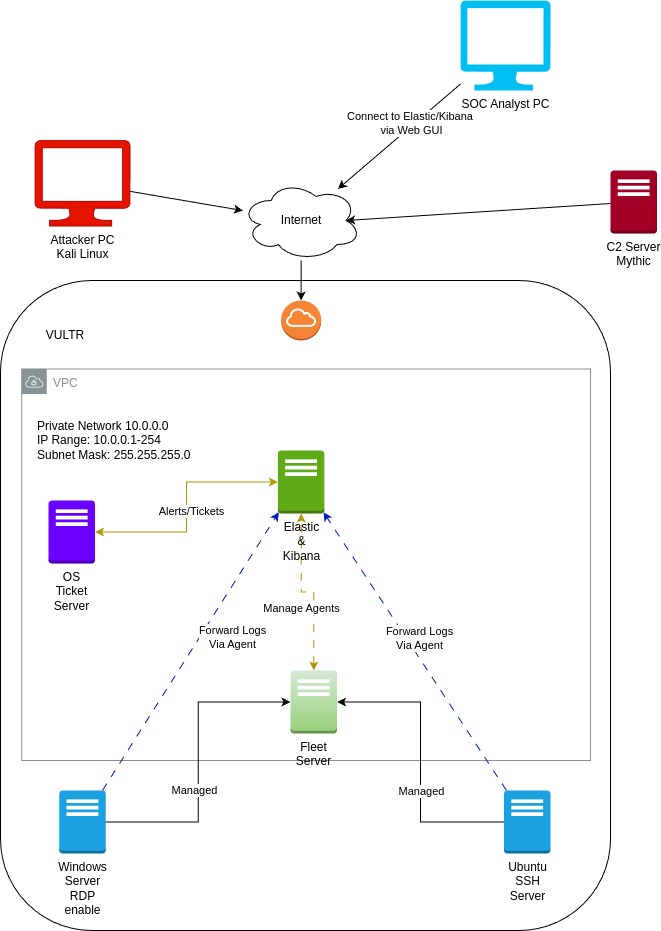 SOC Analyst PC
Connect to Elastic/Kibana
via Web GUI
Internet
Attacker PC
Kali Linux
C2 Server
Mythic
VULTR
VPC
Private Network 10.0.0.0
IP Range: 10.0.0.1-254
Subnet Mask: 255.255.255.0
Alerts/Tickets
Elastic
&
Kibana
OS
Ticket
Server
Manage Agents
Forward Logs
Via Agent
Forward Logs
Via Agent
Fleet
Server
Managed
Managed
Windows
Server
RDP
enable
Ubuntu
SSH
Server